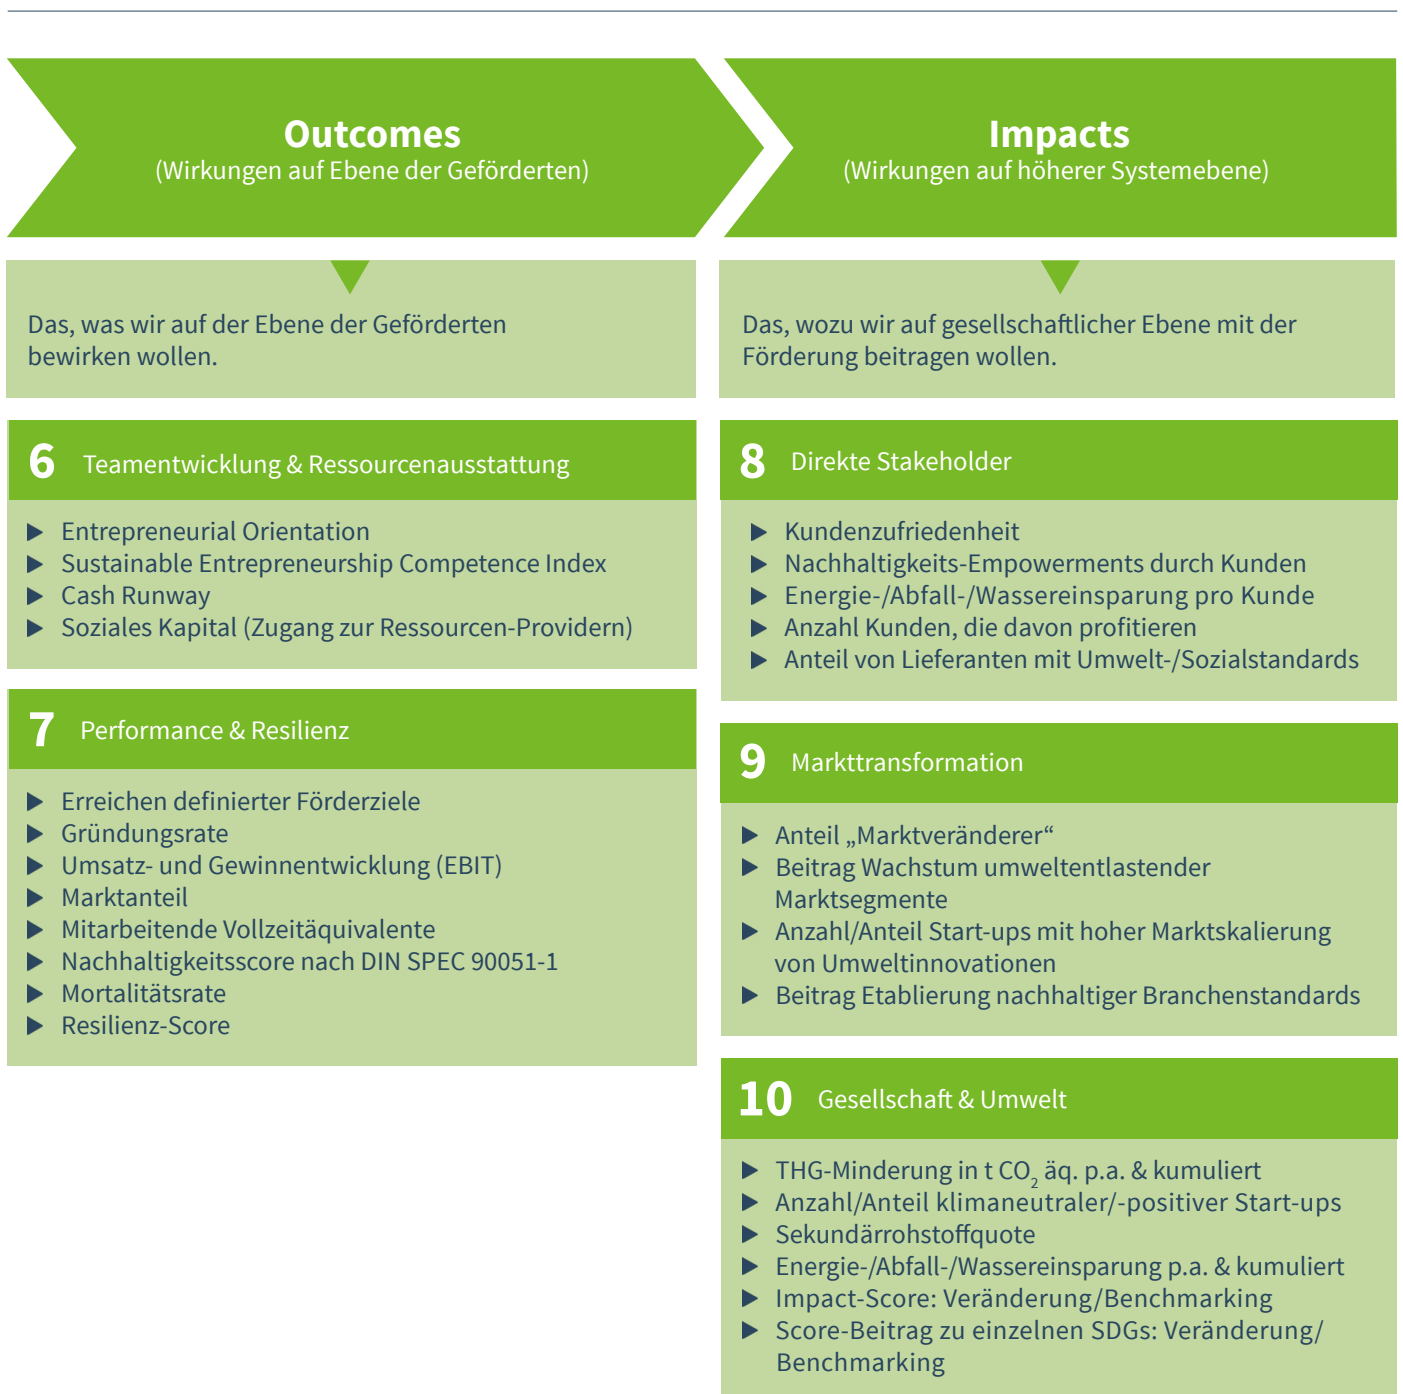 Outcomes
(Wirkungen auf Ebene der Geförderten)
Das, was wir auf der Ebene der Geförderten
bewirken wollen.
6 Teamentwicklung & Ressourcenausstattung
▶ Entrepreneurial Orientation
▶ Sustainable Entrepreneurship Competence Index
▶ Cash Runway
▶ Soziales Kapital (Zugang zur Ressourcen-Providern)
7 Performance & Resilienz
▶ Erreichen definierter Förderziele
▶ Gründungsrate
▶ Umsatz- und Gewinnentwicklung (EBIT)
▶ Marktanteil
▶ Mitarbeitende Vollzeitäquivalente
▶ Nachhaltigkeitsscore nach DIN SPEC 90051-1
▶ Mortalitätsrate
▶ Resilienz-Score
Impacts
(Wirkungen auf höherer Systemebene)
Das, wozu wir auf gesellschaftlicher Ebene mit der
Förderung beitragen wollen.
8 Direkte Stakeholder
▶ Kundenzufriedenheit
▶ Nachhaltigkeits-Empowerments durch Kunden
▶ Energie-/Abfall-/Wassereinsparung pro Kunde
▶ Anzahl Kunden, die davon profitieren
▶ Anteil von Lieferanten mit Umwelt-/Sozialstandards
9 Markttransformation
▶ Anteil „Marktveränderer“
▶ Beitrag Wachstum umweltentlastender
Marktsegmente
▶ Anzahl/Anteil Start-ups mit hoher Marktskalierung
von Umweltinnovationen
▶ Beitrag Etablierung nachhaltiger Branchenstandards
10 Gesellschaft & Umwelt
▶ THG-Minderung in t CO₂ äq. p.a. & kumuliert
▶ Anzahl/Anteil klimaneutraler/-positiver Start-ups
▶ Sekundärrohstoffquote
▶ Energie-/Abfall-/Wassereinsparung p.a. & kumuliert
▶ Impact-Score: Veränderung/Benchmarking
▶ Score-Beitrag zu einzelnen SDGs: Veränderung/
Benchmarking